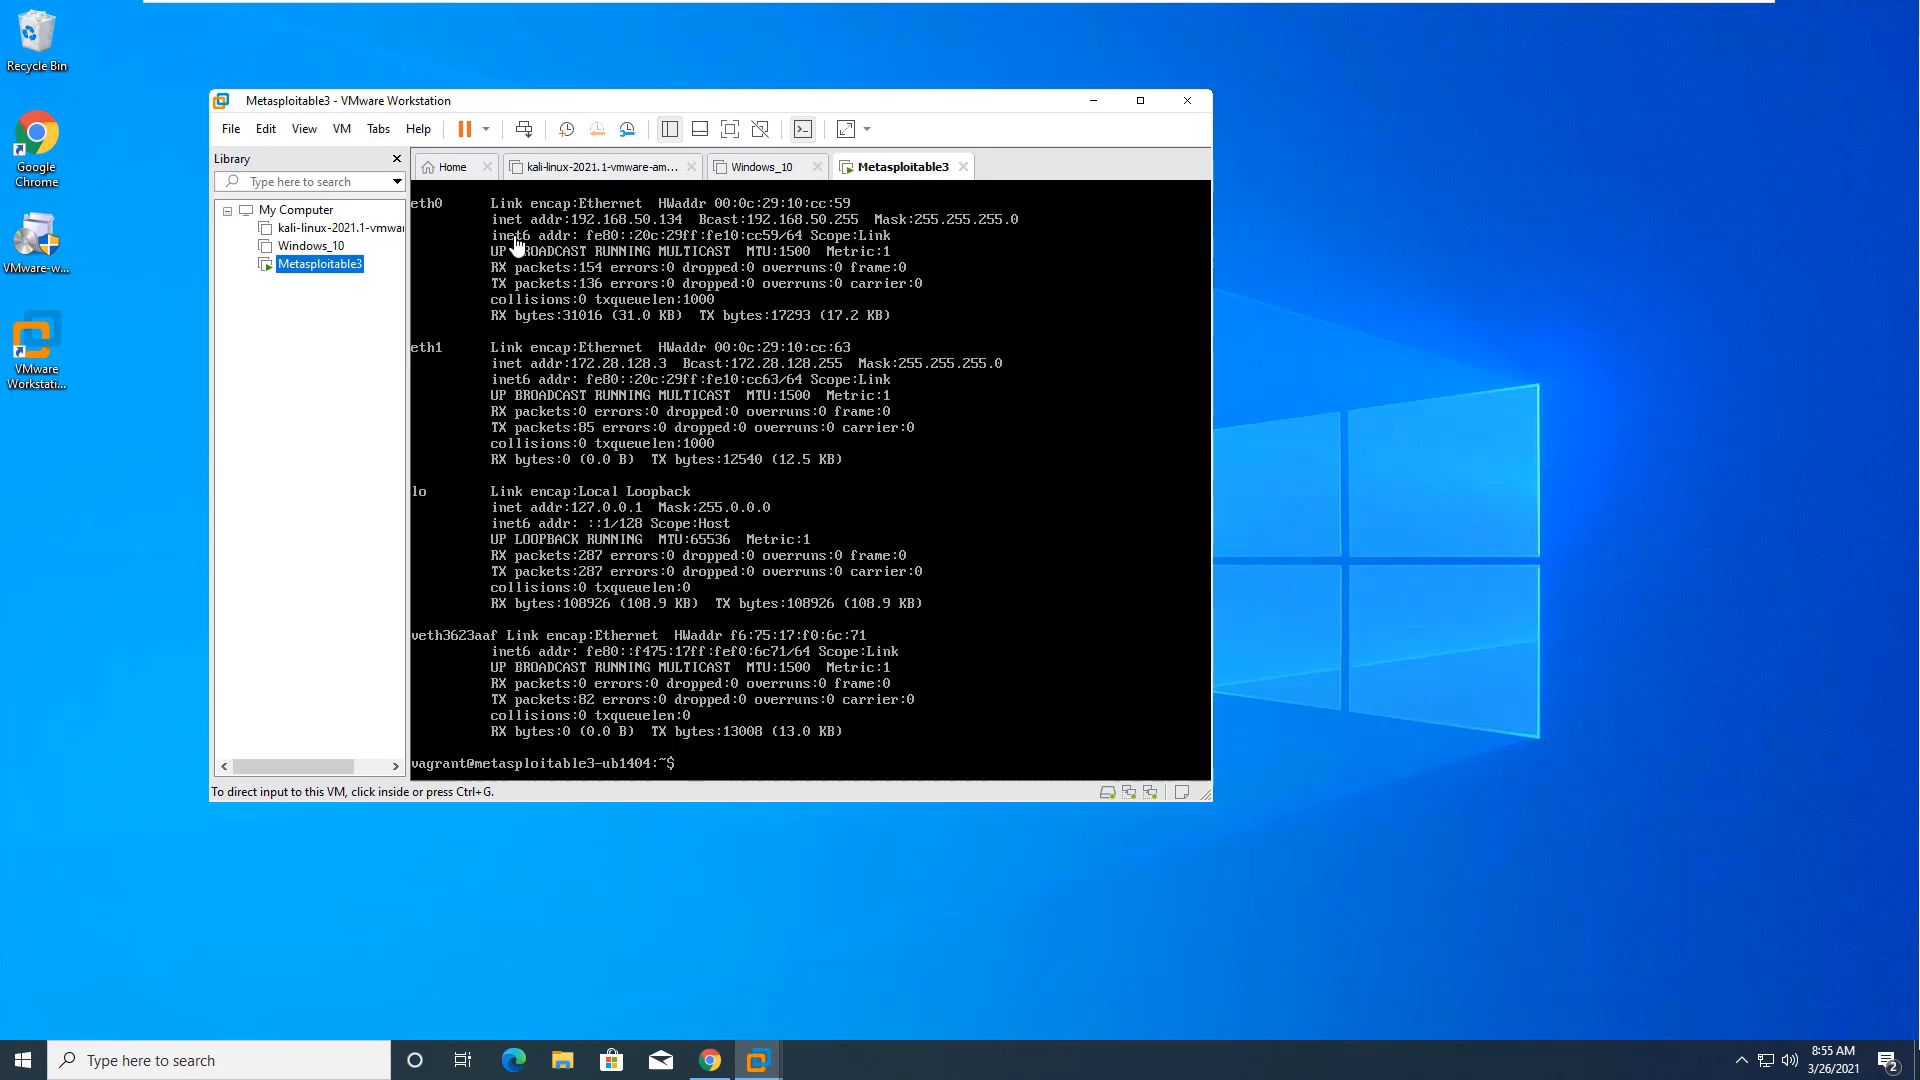 Recycle Bin
Google
Chrome
VMware-w...
VMware
Workstati...
Metasploitable3 - VMware Workstation
File Edit View VM Tabs Help
Library
Type here to search
My Computer
kali-linux-2021.1-vmwar
Windows_10
Metasploitable3
Home kali-linux-2021.1-vmware-am... Windows_10 Metasploitable3
eth0 Link encap:Ethernet HWaddr 00:0c:29:10:cc:59
inet addr:192.168.50.134 Bcast:192.168.50.255 Mask:255.255.255.0
inet6 addr: fe80::20c:29ff:fe10:cc59/64 Scope:Link
UP BROADCAST RUNNING MULTICAST MTU:1500 Metric:1
RX packets:154 errors:0 dropped:0 overruns:0 frame:0
TX packets:136 errors:0 dropped:0 overruns:0 carrier:0
collisions:0 txqueuelen:1000
RX bytes:31016 (31.0 KB) TX bytes:17293 (17.2 KB)
eth1 Link encap:Ethernet HWaddr 00:0c:29:10:cc:63
inet addr:172.28.128.3 Bcast:172.28.128.255 Mask:255.255.255.0
inet6 addr: fe80::20c:29ff:fe10:cc63/64 Scope:Link
UP BROADCAST RUNNING MULTICAST MTU:1500 Metric:1
RX packets:0 errors:0 dropped:0 overruns:0 frame:0
TX packets:85 errors:0 dropped:0 overruns:0 carrier:0
collisions:0 txqueuelen:1000
RX bytes:0 (0.0 B) TX bytes:12540 (12.5 KB)
lo Link encap:Local Loopback
inet addr:127.0.0.1 Mask:255.0.0.0
inet6 addr: ::1/128 Scope:Host
UP LOOPBACK RUNNING MTU:65536 Metric:1
RX packets:287 errors:0 dropped:0 overruns:0 frame:0
TX packets:287 errors:0 dropped:0 overruns:0 carrier:0
collisions:0 txqueuelen:0
RX bytes:108926 (108.9 KB) TX bytes:108926 (108.9 KB)
veth3623aaf Link encap:Ethernet HWaddr f6:75:17:f0:6c:71
inet6 addr: fe80::f475:17ff:fef0:6c71/64 Scope:Link
UP BROADCAST RUNNING MULTICAST MTU:1500 Metric:1
RX packets:0 errors:0 dropped:0 overruns:0 frame:0
TX packets:82 errors:0 dropped:0 overruns:0 carrier:0
collisions:0 txqueuelen:0
RX bytes:0 (0.0 B) TX bytes:13008 (13.0 KB)
vagrant@metasploitable3-ub1404:~$
To direct input to this VM, click inside or press Ctrl+G.
Type here to search
8:55 AM
3/26/2021
2